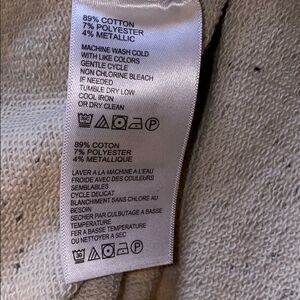 89% COTTON
7% POLYESTER
4% METALLIC
MACHINE WASH COLD
WITH LIKE COLORS
GENTLE CYCLE
NON CHLORINE BLEACH
IF NEEDED
TUMBLE DRY LOW
COOL IRON
OR DRY CLEAN
89% COTTON
7% POLYESTER
4% METALLIQUE
LAVER A LA MACHINE A L'EAU
FROIDE AVEC DES COULEURS
SEMBLABLES
CYCLE DELICAT
BLANCHIMENT SANS CHLORE AU
BESOIN
SECHER PAR CULBUTAGE A BASSE
TEMPERATURE
FER A BASSE TEMPERATURE
OU NETTOYER A SEC